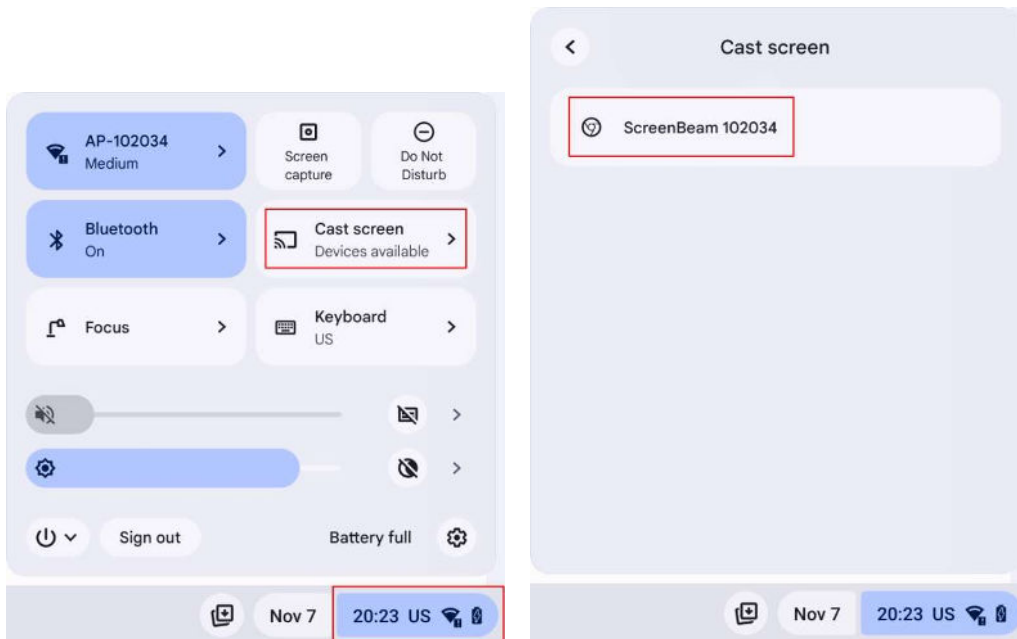 AP-102034
Medium
Screen
capture
Do Not
Disturb
Bluetooth
On
Cast screen
Devices available
Focus
Keyboard
US
Sign out
Battery full
Nov 7
20:23 US
Cast screen
ScreenBeam 102034
Nov 7
20:23 US